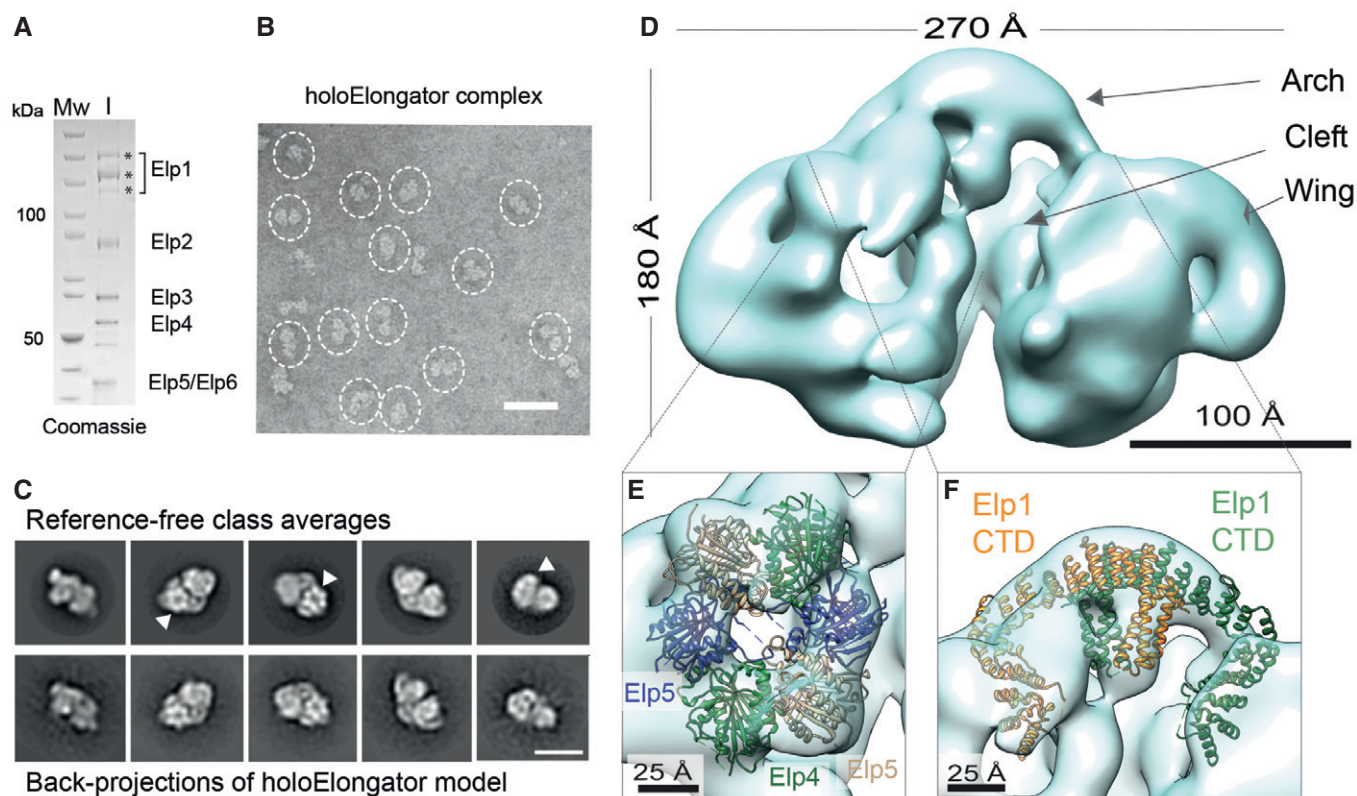 A
kDa Mw I
* Elp1
*
*
100
Elp2
Elp3
Elp4
50
Elp5/Elp6
Coomassie
B
holoElongator complex
C
Reference-free class averages
Back-projections of holoElongator model
D
270 Å
180 Å
Arch
Cleft
Wing
100 Å
E
Elp5
Elp4
Elp5
25 Å
F
Elp1
CTD
Elp1
CTD
25 Å